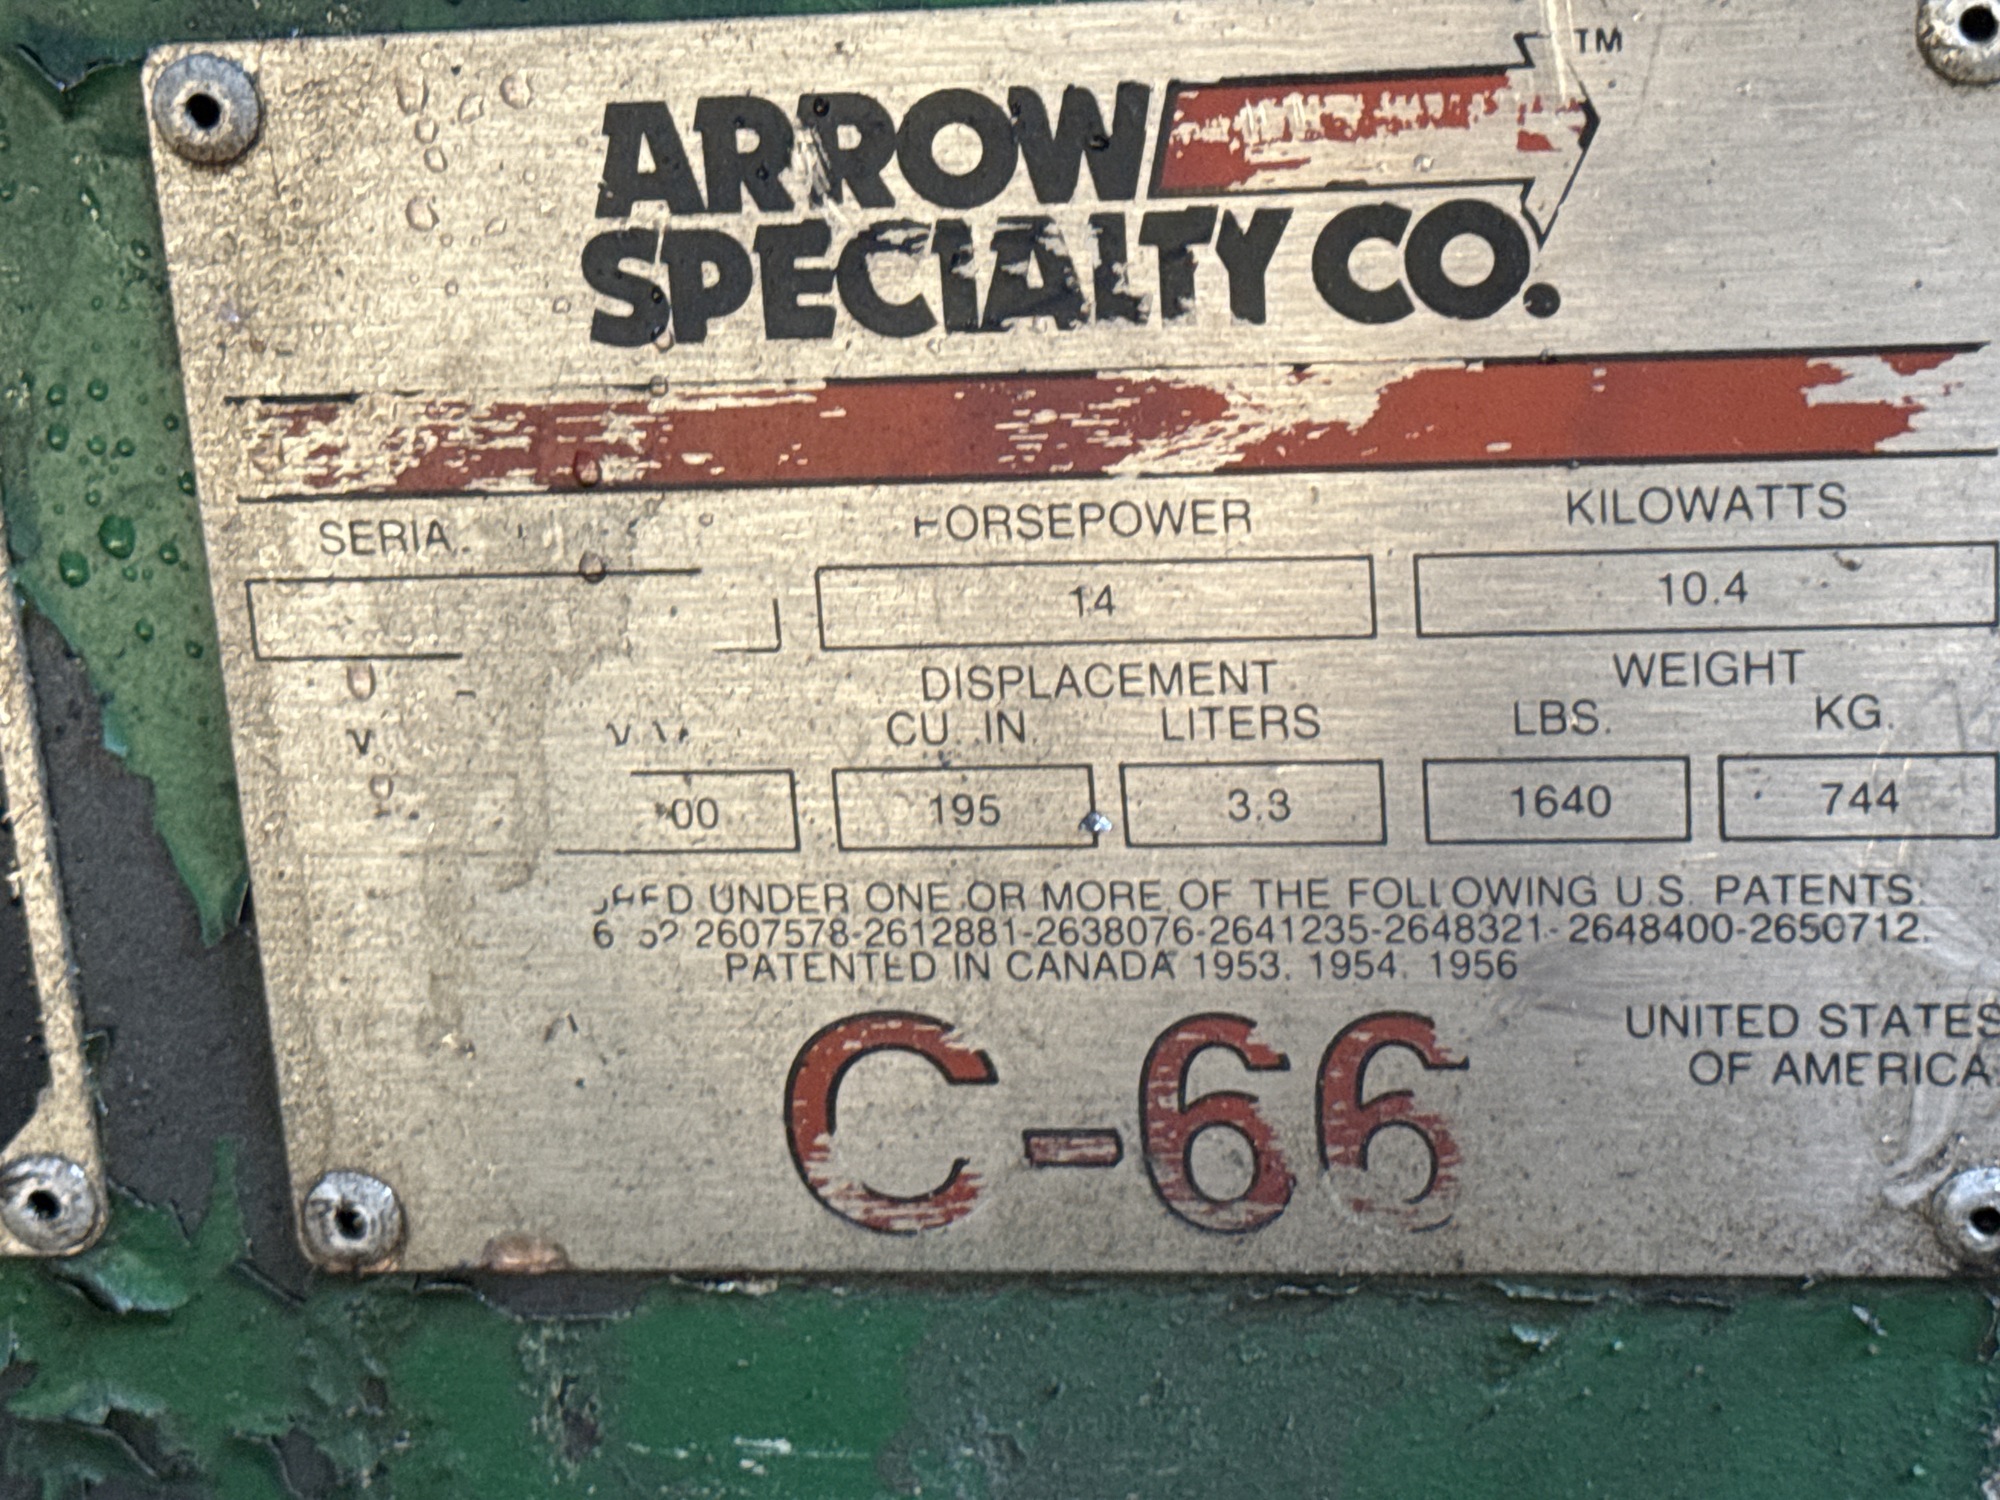 ARROW
TM
SPECIALTY CO.
HORSEPOWER
KILOWATTS
14
10.4
DISPLACEMENT
WEIGHT
CU. IN.
LITERS
LBS.
KG.
195
3.3
1640
744
UNDER ONE OR MORE OF THE FOLLOWING U.S. PATENTS
2607578-2612881-2638076-2641235-2648321-2648400-2650712.
PATENTED IN CANADA 1953. 1954. 1956
C-66
UNITED STATES
OF AMERICA